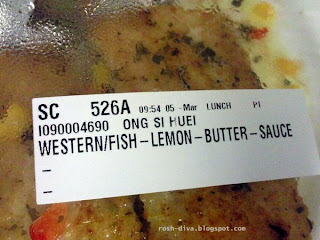 SC 526A 09:54 05-Mar LUNCH P1
I090004690 ONG SI HUEI
WESTERN/FISH-LEMON-BUTTER-SAUCE
-
-
rosh-diva.blogspot.com